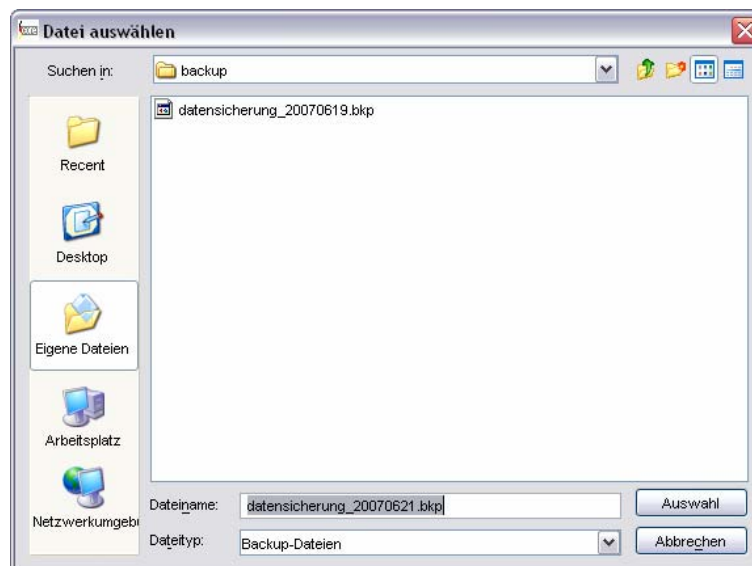 Datei auswählen
Suchen in:
backup
datensicherung_20070619.bkp
Recent
Desktop
Eigene Dateien
Arbeitsplatz
Netzwerkumgeb
Dateiname:
datensicherung_20070621.bkp
Auswahl
Dateityp:
Backup-Dateien
Abbrechen